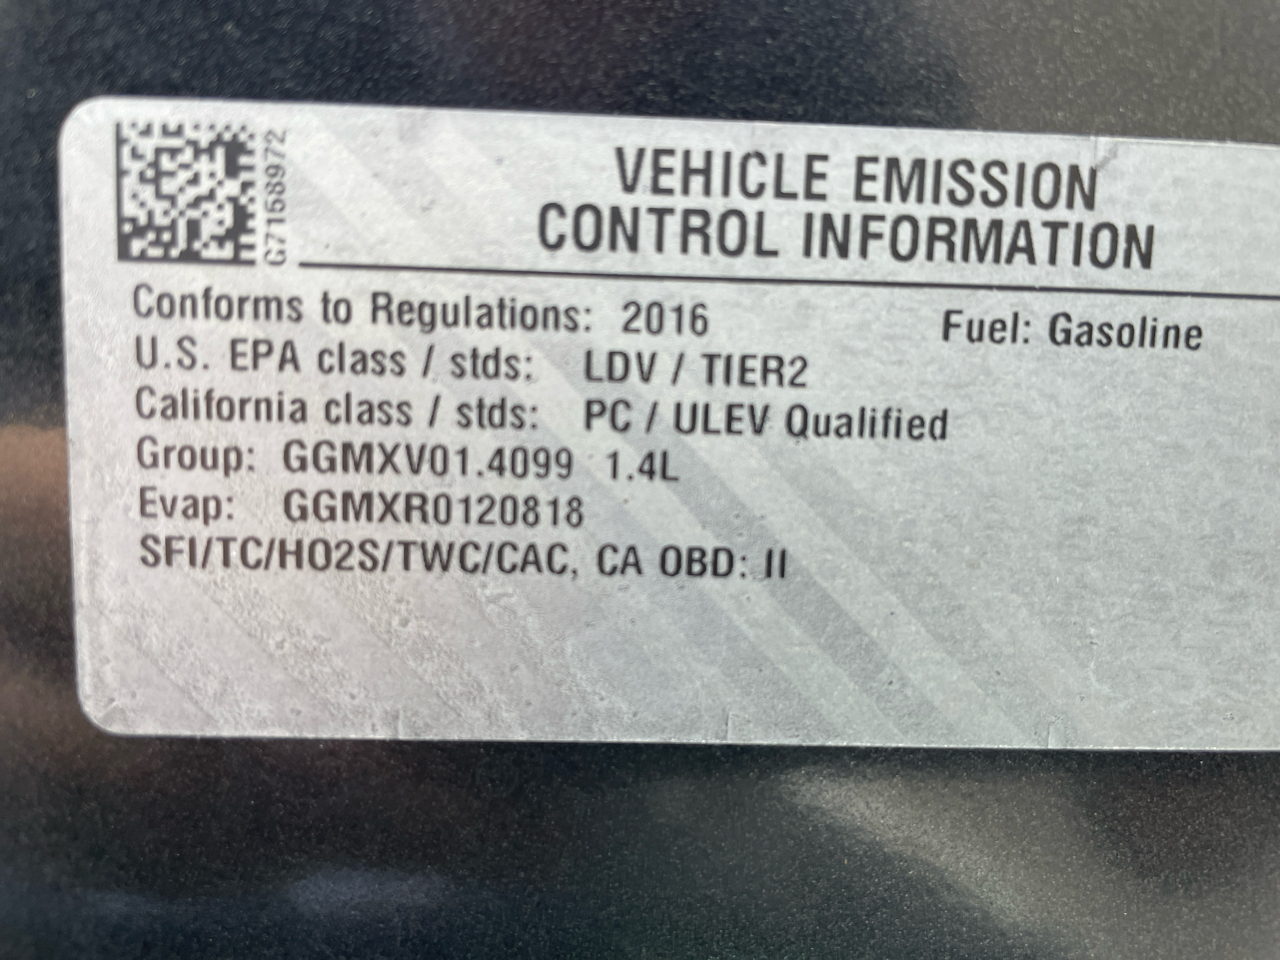 G7158972
VEHICLE EMISSION
CONTROL INFORMATION
Conforms to Regulations: 2016 Fuel: Gasoline
U.S. EPA class / stds: LDV / TIER2
California class / stds: PC / ULEV Qualified
Group: GGMXV01.4099 1.4L
Evap: GGMXR0120818
SFI/TC/HO2S/TWC/CAC, CA OBD: II